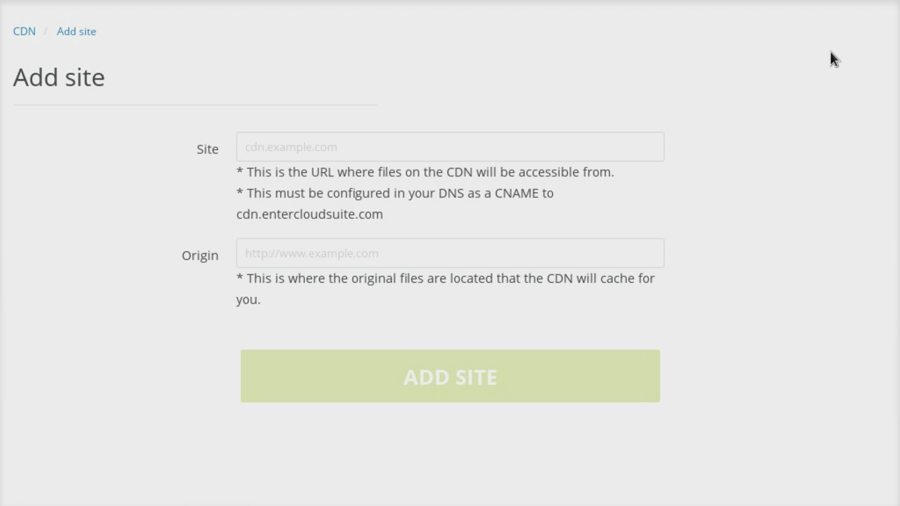 CDN / Add site
Add site
Site
cdn.example.com
* This is the URL where files on the CDN will be accessible from.
* This must be configured in your DNS as a CNAME to
cdn.entercloudsuite.com
Origin
http://www.example.com
* This is where the original files are located that the CDN will cache for
you.
ADD SITE